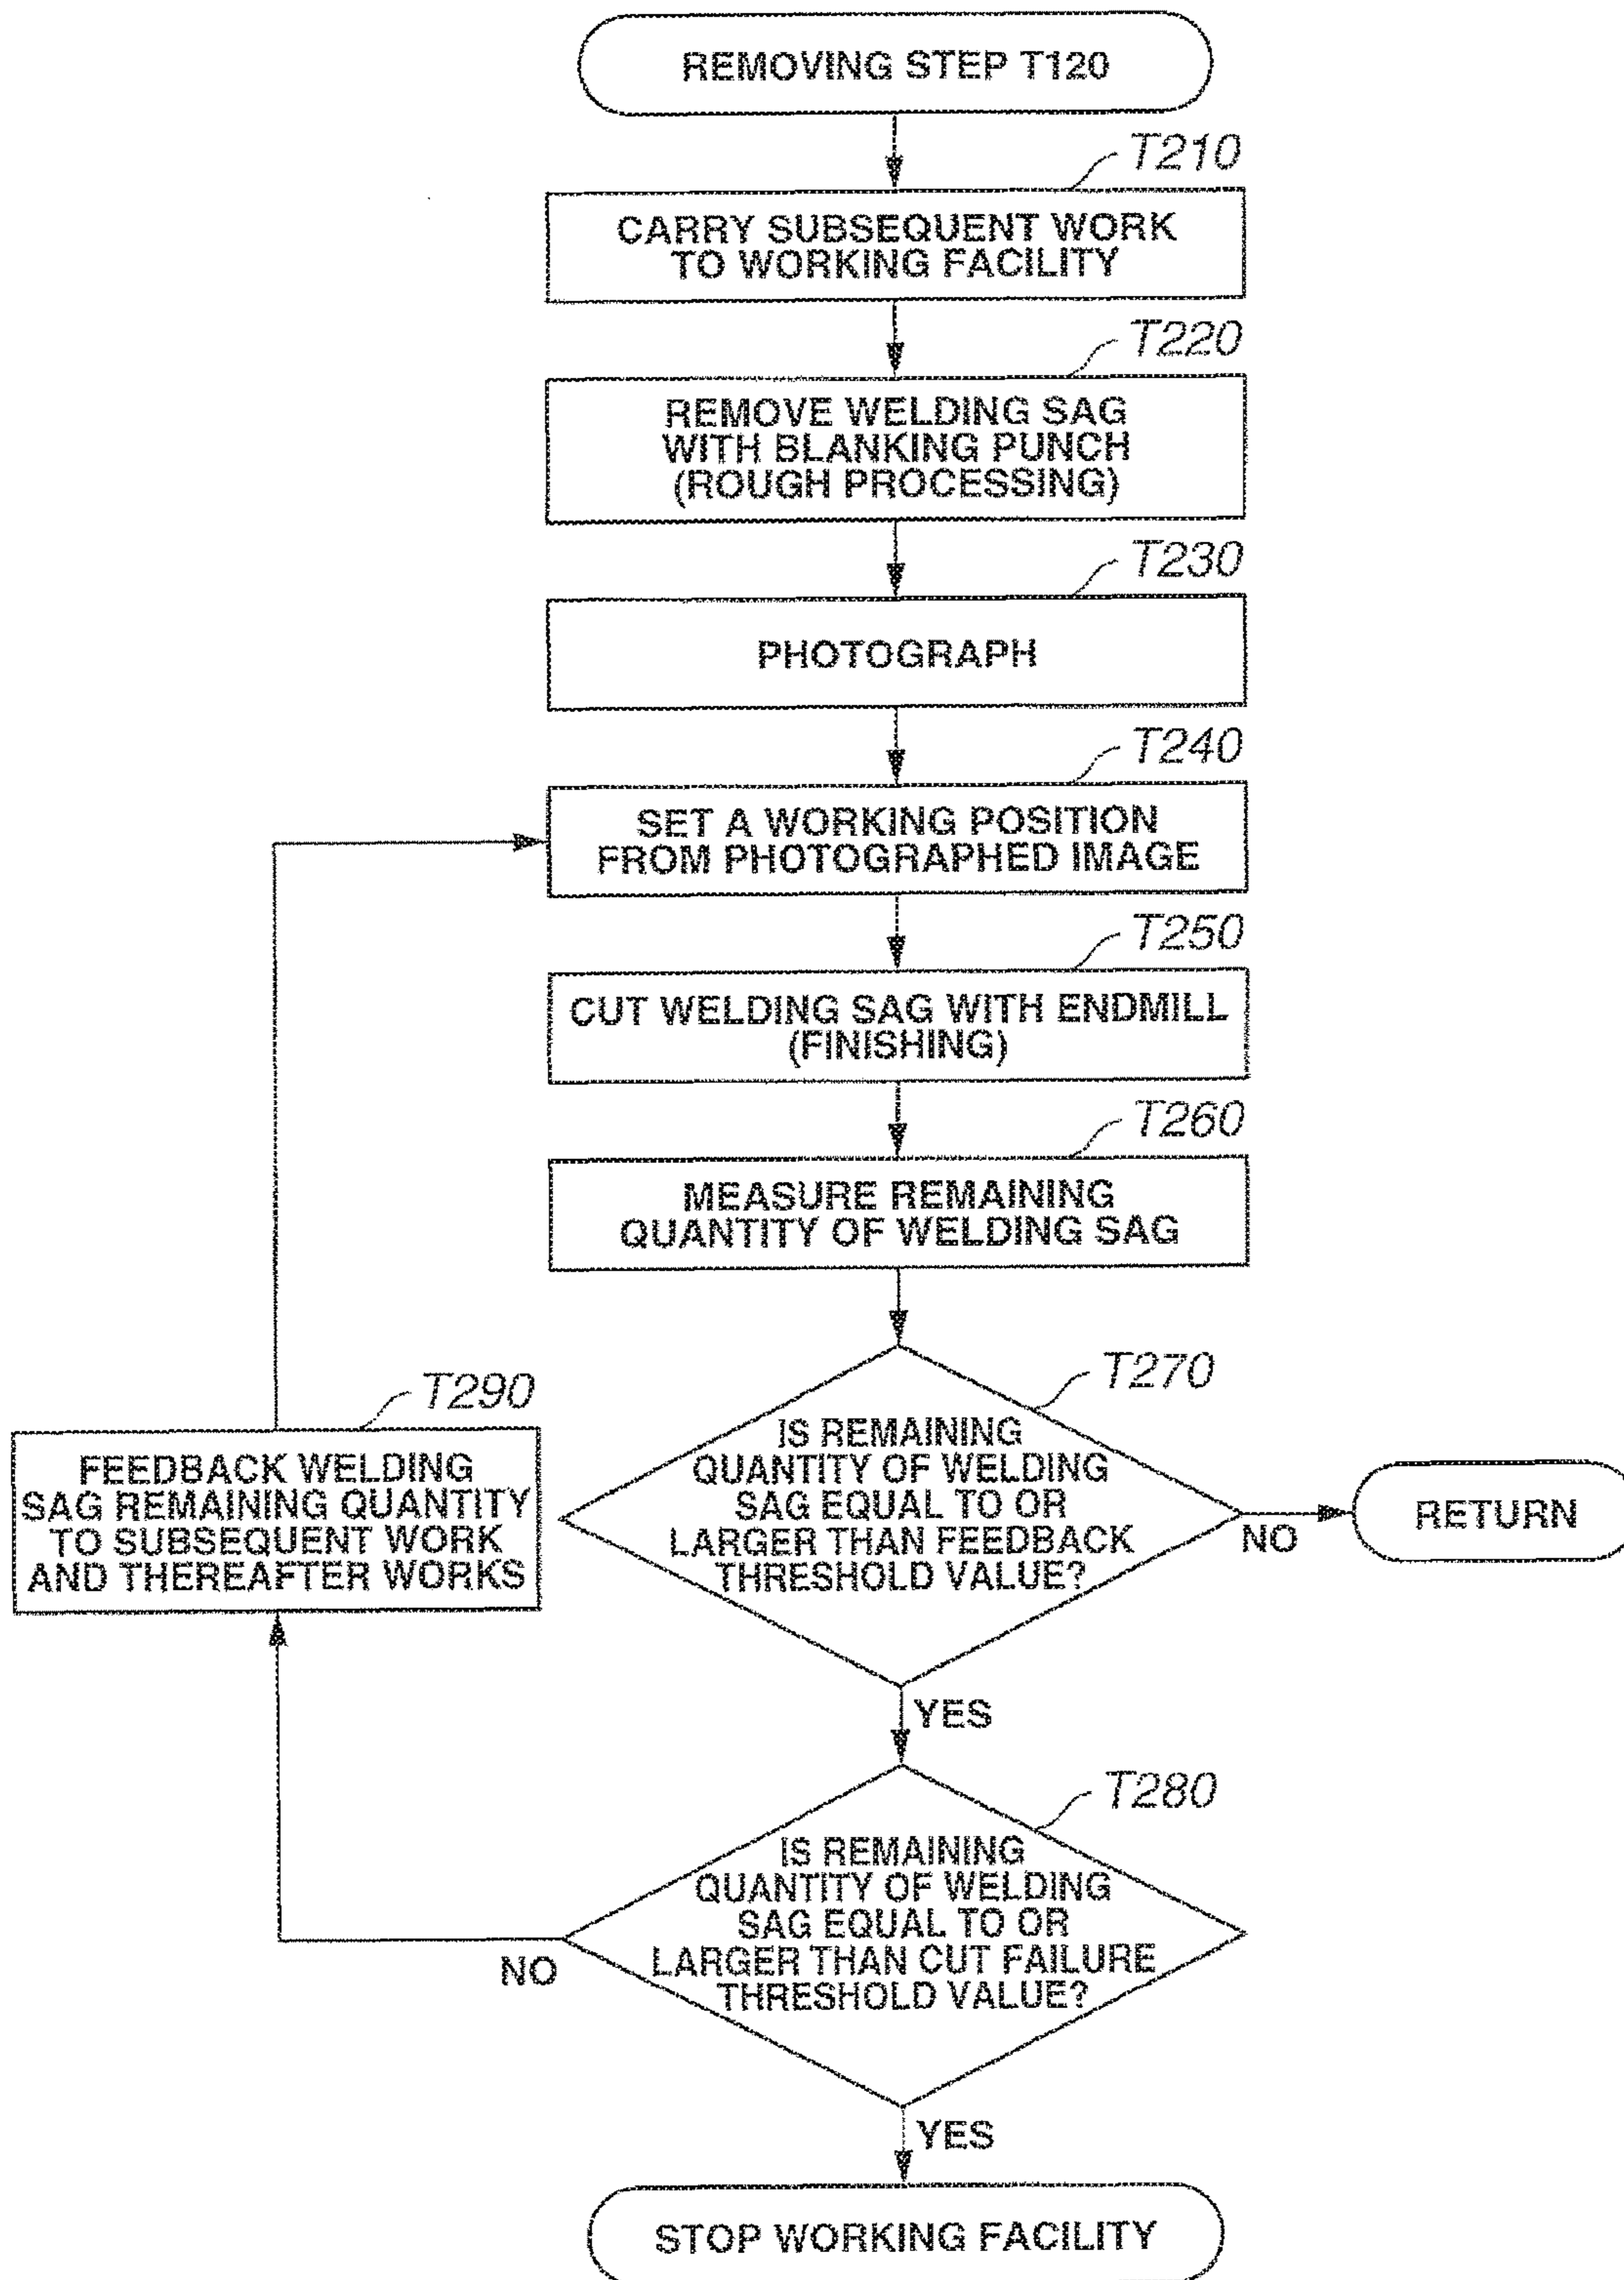 REMOVING STEP T120
T210
CARRY SUBSEQUENT WORK
TO WORKING FACILITY
T220
REMOVE WELDING SAG
WITH BLANKING PUNCH
(ROUGH PROCESSING)
T230
PHOTOGRAPH
T240
SET A WORKING POSITION
FROM PHOTOGRAPHED IMAGE
T250
CUT WELDING SAG WITH ENDMILL
(FINISHING)
T260
MEASURE REMAINING
QUANTITY OF WELDING SAG
T270
IS REMAINING
QUANTITY OF WELDING
SAG EQUAL TO OR
LARGER THAN FEEDBACK
THRESHOLD VALUE?
NO
RETURN
T290
FEEDBACK WELDING
SAG REMAINING QUANTITY
TO SUBSEQUENT WORK
AND THEREAFTER WORKS
YES
T280
IS REMAINING
QUANTITY OF WELDING
SAG EQUAL TO OR
LARGER THAN CUT FAILURE
THRESHOLD VALUE?
NO
YES
STOP WORKING FACILITY